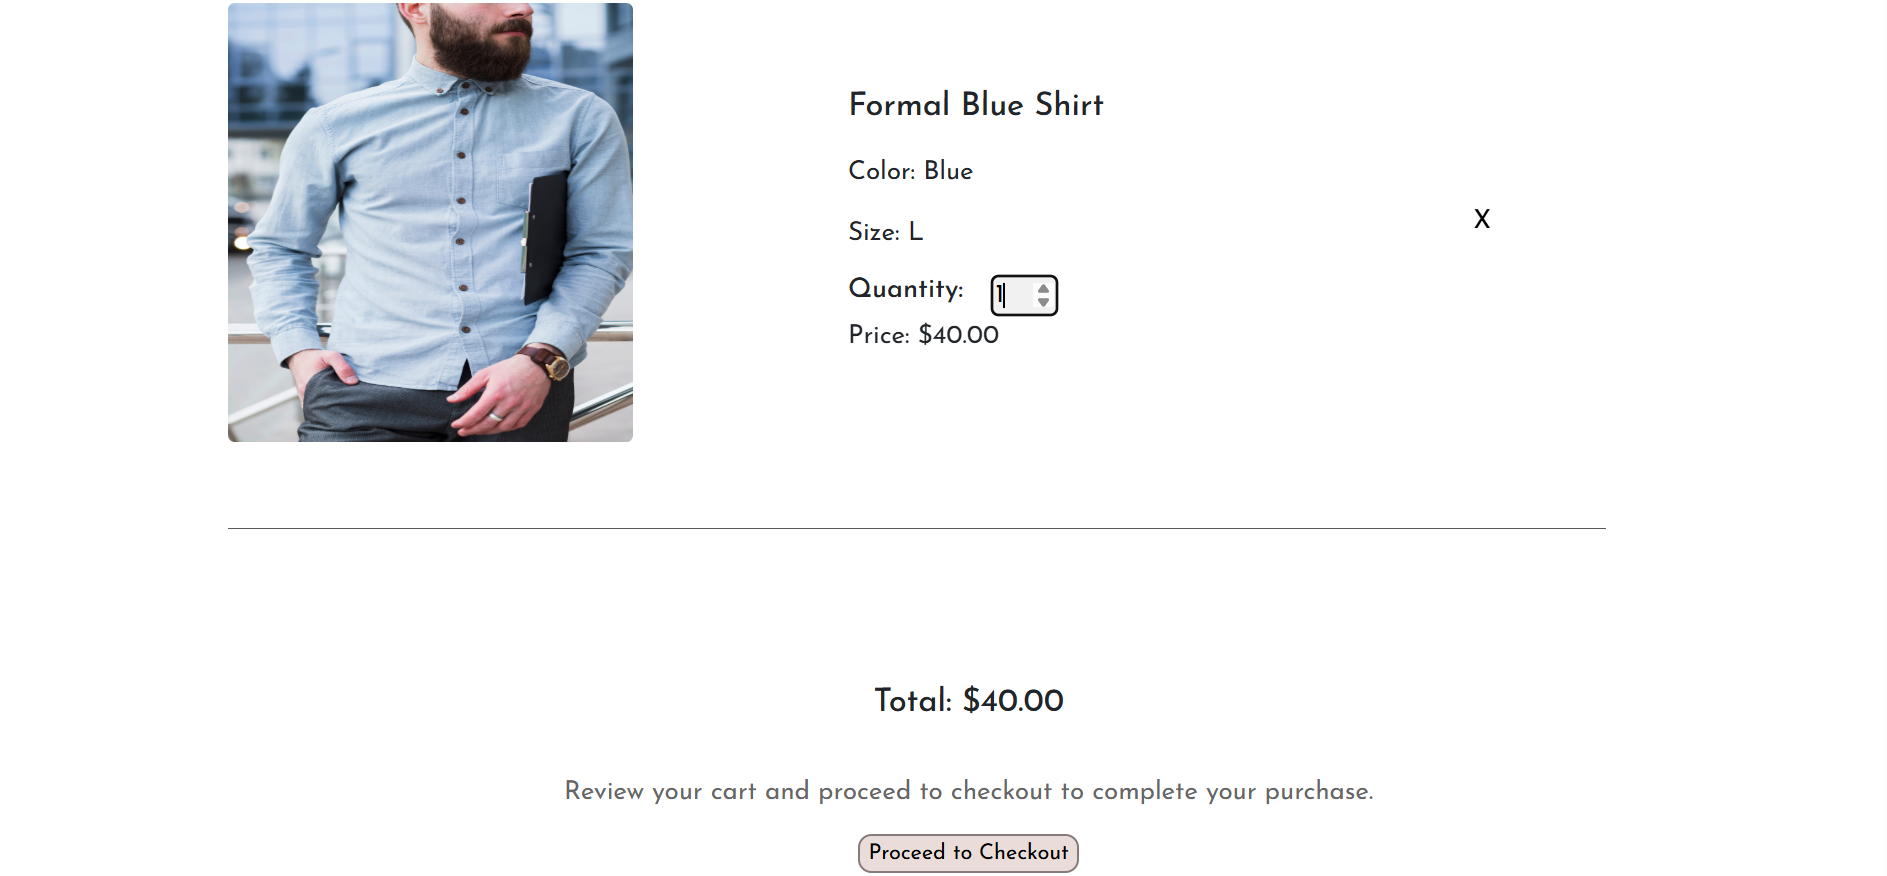 Formal Blue Shirt
Color: Blue
X
Size: L
Quantity: 1
Price: $40.00
Total: $40.00
Review your cart and proceed to checkout to complete your purchase.
Proceed to Checkout